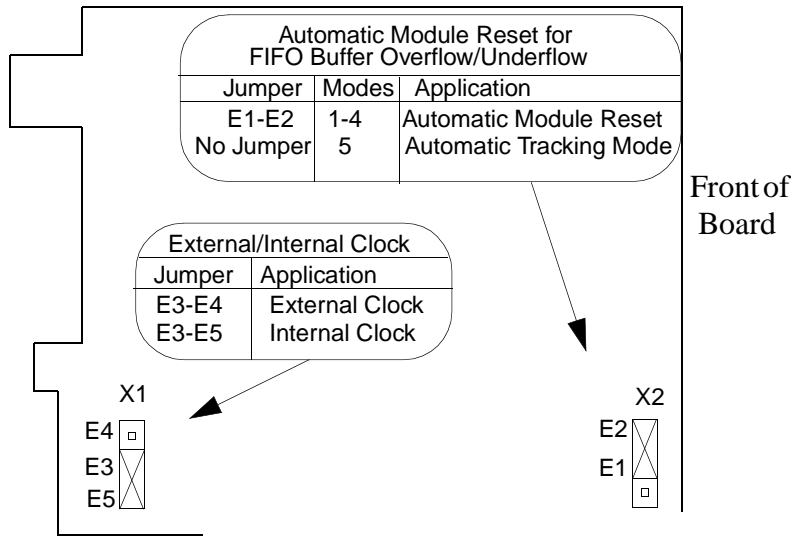 Automatic Module Reset for
FIFO Buffer Overflow/Underflow
Jumper Modes Application
E1-E2 1-4 Automatic Module Reset
No Jumper 5 Automatic Tracking Mode
Front of
Board
External/Internal Clock
Jumper Application
E3-E4 External Clock
E3-E5 Internal Clock
X1
E4
E3
E5
X2
E2
E1